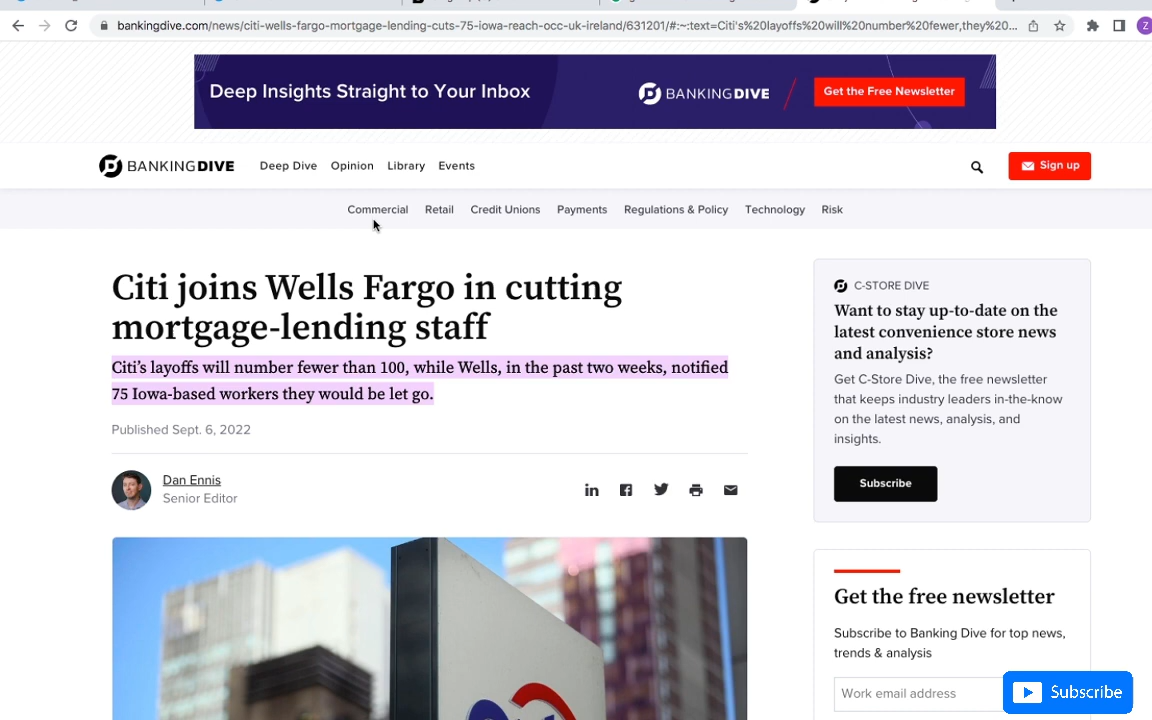 bankingdive.com/news/citi-wells-fargo-mortgage-lending-cuts-75-iowa-reach-occ-uk-ireland/631201/#:~:text=Citi's%20layoffs%20will%20number%20fewer,they%20...
Z
Deep Insights Straight to Your Inbox
BANKINGDIVE
Get the Free Newsletter
BANKINGDIVE
Deep Dive Opinion Library Events
Sign up
Commercial Retail Credit Unions Payments Regulations & Policy Technology Risk
Citi joins Wells Fargo in cutting
mortgage-lending staff
Citi's layoffs will number fewer than 100, while Wells, in the past two weeks, notified
75 Iowa-based workers they would be let go.
Published Sept. 6, 2022
Dan Ennis
Senior Editor
C-STORE DIVE
Want to stay up-to-date on the
latest convenience store news
and analysis?
Get C-Store Dive, the free newsletter
that keeps industry leaders in-the-know
on the latest news, analysis, and
insights.
Subscribe
Get the free newsletter
Subscribe to Banking Dive for top news,
trends & analysis
Work email address
Subscribe